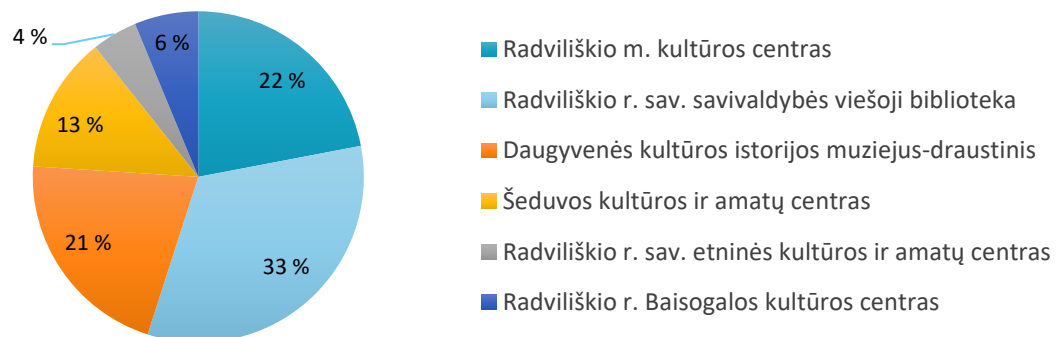 4 %
6 %
22 %
13 %
21 %
33 %
Radviliškio m. kultūros centras
Radviliškio r. sav. savivaldybės viešoji biblioteka
Daugyvenės kultūros istorijos muziejus-draustinis
Šeduvos kultūros ir amatų centras
Radviliškio r. sav. etninės kultūros ir amatų centras
Radviliškio r. Baisogalos kultūros centras